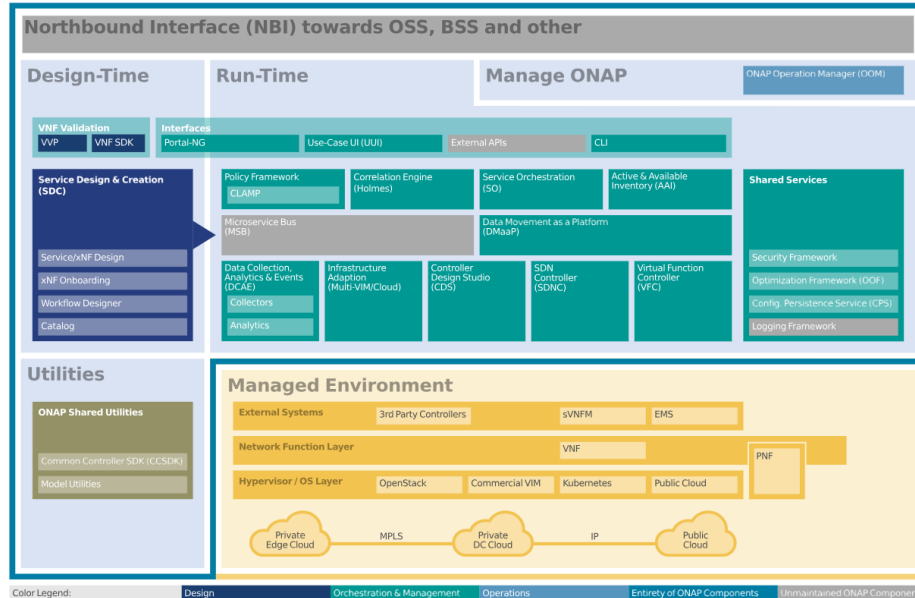 Northbound Interface (NBI) towards OSS, BSS and other
Design-Time
Run-Time
Manage ONAP
ONAP Operation Manager (OOM)
VNF Validation
VVP
VNF SDK
Interfaces
Portal-NG
Use-Case UI (UUI)
External APIs
CLI
Service Design & Creation
(SDC)
Service/xNF Design
xNF Onboarding
Workflow Designer
Catalog
Policy Framework
CLAMP
Correlation Engine
(Holmes)
Service Orchestration
(SO)
Active & Available
Inventory (AAI)
Microservice Bus
(MSB)
Data Movement as a Platform
(DMaaP)
Data Collection,
Analytics & Events
(DCAE)
Collectors
Analytics
Infrastructure
Adaption
(Multi-VIM/Cloud)
Controller
Design Studio
(CDS)
SDN
Controller
(SDNC)
Virtual Function
Controller
(VFC)
Shared Services
Security Framework
Optimization Framework (OOF)
Config. Persistence Service (CPS)
Logging Framework
Utilities
ONAP Shared Utilities
Common Controller SDK (CCSDK)
Model Utilities
Managed Environment
External Systems
3rd Party Controllers
sVNFM
EMS
Network Function Layer
VNF
PNF
Hypervisor / OS Layer
OpenStack
Commercial VIM
Kubernetes
Public Cloud
Private
Edge Cloud
MPLS
Private
DC Cloud
IP
Public
Cloud
Color Legend:
Design
Orchestration & Management
Operations
Entirety of ONAP Components
Unmaintained ONAP Componen